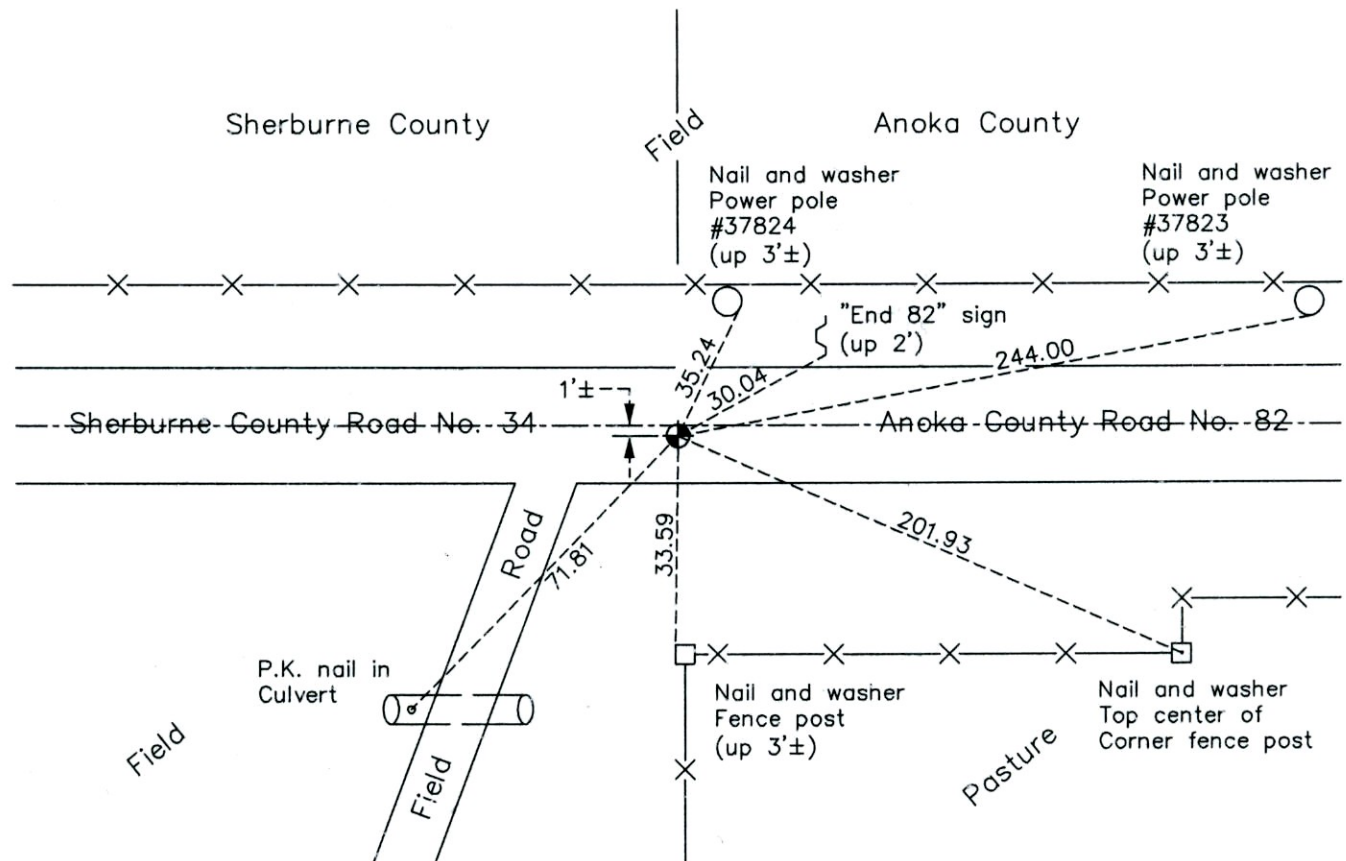 Sherburne County
Field
Anoka County
Nail and washer
Power pole
#37824
(up 3'±)
Nail and washer
Power pole
#37823
(up 3'±)
"End 82" sign
(up 2')
35.24
30.04
244.00
1'±
Sherburne County Road No. 34
Anoka County Road No. 82
Road
71.81
33.59
201.93
P.K. nail in
Culvert
Field
Field
Nail and washer
Fence post
(up 3'±)
Pasture
Nail and washer
Top center of
Corner fence post